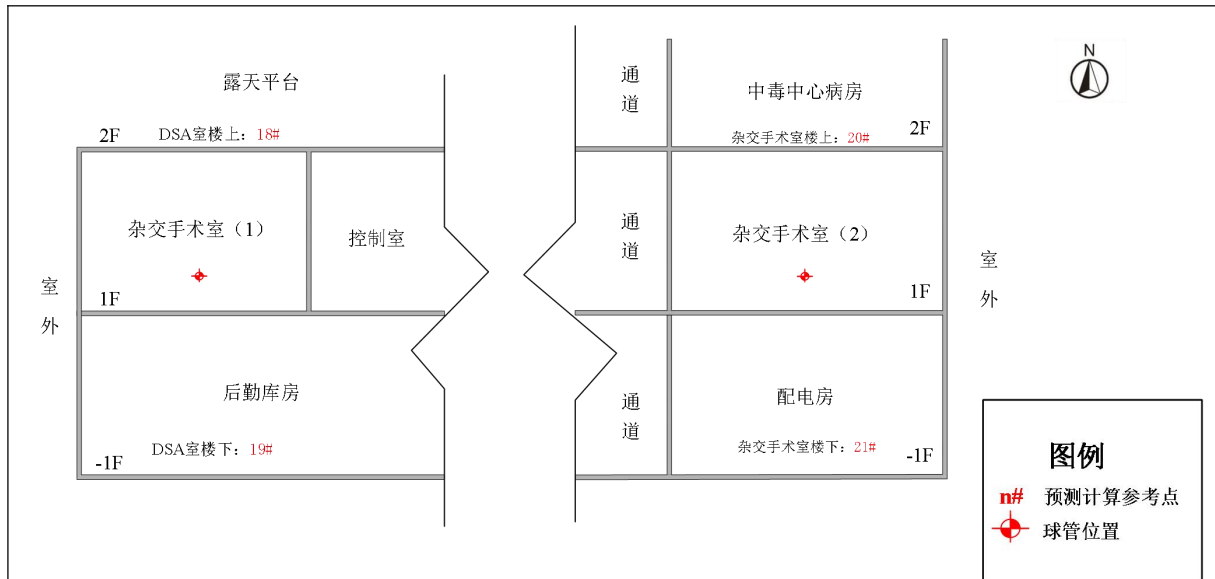 N
露天平台
通道
中毒中心病房
2F
DSA室楼上：18#
杂交手术室楼上：20#
2F
杂交手术室（1）
控制室
通道
杂交手术室（2）
室外
1F
1F
室外
后勤库房
通道
配电房
DSA室楼下：19#
杂交手术室楼下：21#
-1F
-1F
图例
n# 预测计算参考点
球管位置